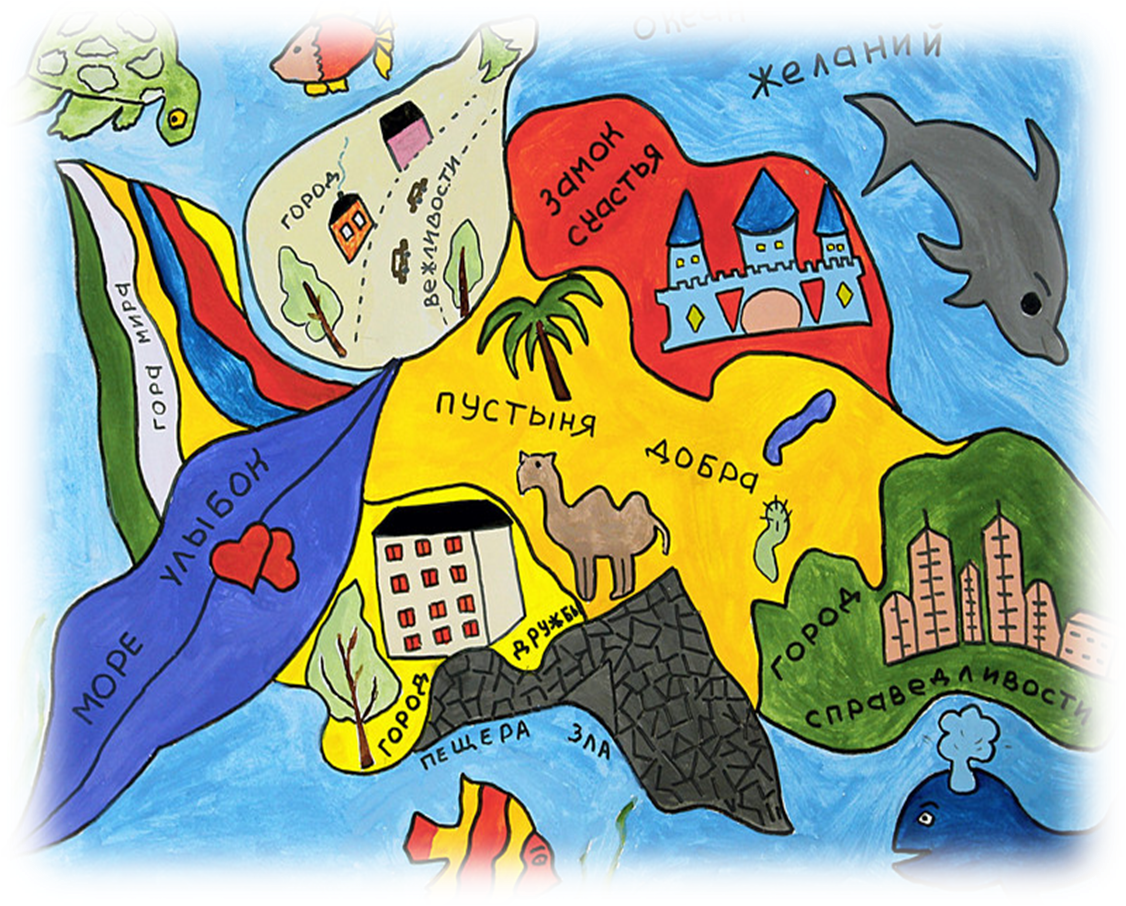 океан
желаний
ЗАМОК
счастья
ГОРОД
ВЕЖЛИВОСТИ
гора мира
ПУСТЫНЯ
ДОБРА
МОРЕ УЛЫБОК
ГОРОД ДРУЖБЫ
ПЕЩЕРА ЗЛА
ГОРОД
справедливости